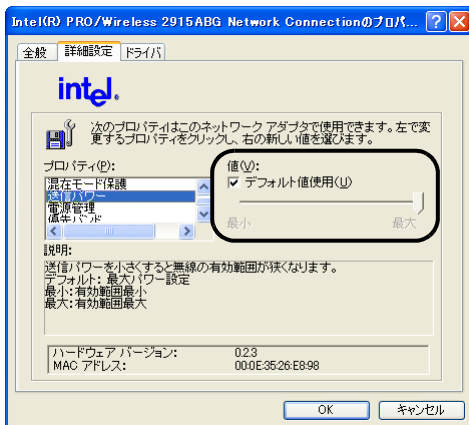 Intel(R) PRO/Wireless 2915ABG Network Connectionのプロパ...
全般 詳細設定 ドライバ
intel.
次のプロパティはこのネットワーク アダプタで使用できます。左で変
更するプロパティをクリックし、右の新しい値を選びます。
プロパティ(P):
混在モード保護
送信パワー
電源管理
優先バンド
値(V):
デフォルト値使用(U)
最小 最大
説明:
送信パワーを小さくすると無線の有効範囲が狭くなります。
デフォルト: 最大パワー設定
最小: 有効範囲最小
最大: 有効範囲最大
ハードウェア バージョン: 0.2.3
MAC アドレス: 00:0E:35:26:E8:98
OK キャンセル